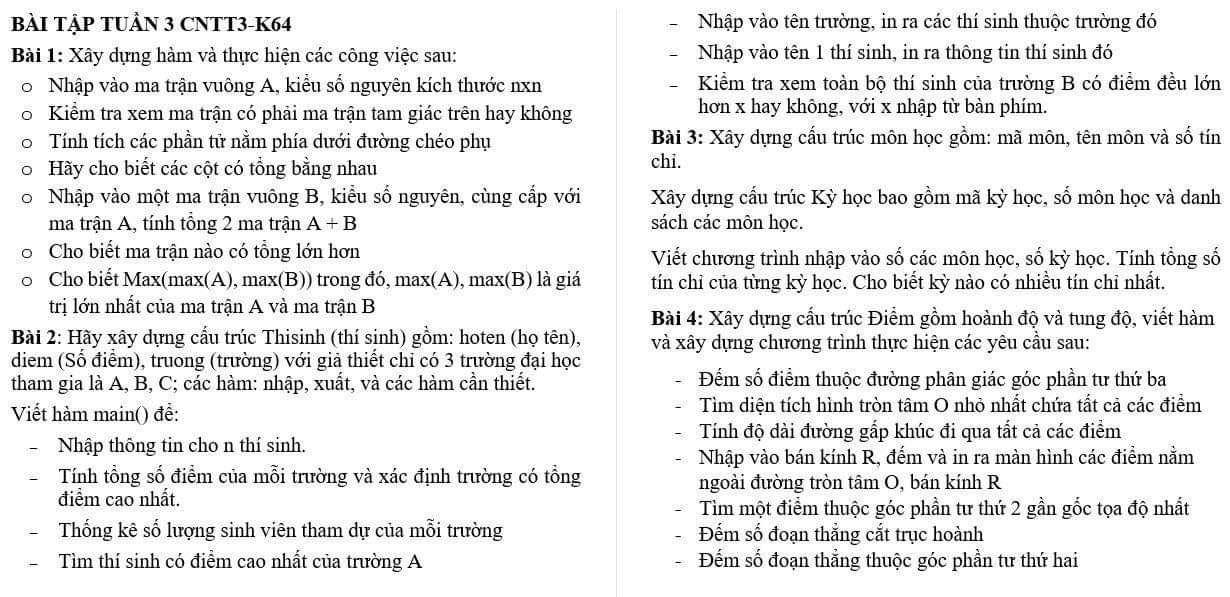 BÀI TẬP TUẦN 3 CNTT3-K64
Bài 1: Xây dựng hàm và thực hiện các công việc sau:
o Nhập vào ma trận vuông A, kiểu số nguyên kích thước nxn
o Kiểm tra xem ma trận có phải ma trận tam giác trên hay không
o Tính tích các phần tử nằm phía dưới đường chéo phụ
o Hãy cho biết các cột có tổng bằng nhau
o Nhập vào một ma trận vuông B, kiểu số nguyên, cùng cấp với
ma trận A, tính tổng 2 ma trận A + B
o Cho biết ma trận nào có tổng lớn hơn
o Cho biết Max(max(A), max(B)) trong đó, max(A), max(B) là giá
trị lớn nhất của ma trận A và ma trận B
Bài 2: Hãy xây dựng cấu trúc Thisinh (thí sinh) gồm: hoten (họ tên),
diem (Số điểm), truong (trường) với giả thiết chỉ có 3 trường đại học
tham gia là A, B, C; các hàm: nhập, xuất, và các hàm cần thiết.
Viết hàm main() để:
- Nhập thông tin cho n thí sinh.
- Tính tổng số điểm của mỗi trường và xác định trường có tổng
điểm cao nhất.
- Thống kê số lượng sinh viên tham dự của mỗi trường
- Tìm thí sinh có điểm cao nhất của trường A
- Nhập vào tên trường, in ra các thí sinh thuộc trường đó
- Nhập vào tên 1 thí sinh, in ra thông tin thí sinh đó
- Kiểm tra xem toàn bộ thí sinh của trường B có điểm đều lớn
hơn x hay không, với x nhập từ bàn phím.
Bài 3: Xây dựng cấu trúc môn học gồm: mã môn, tên môn và số tín
chỉ.
Xây dựng cấu trúc Kỳ học bao gồm mã kỳ học, số môn học và danh
sách các môn học.
Viết chương trình nhập vào số các môn học, số kỳ học. Tính tổng số
tín chỉ của từng kỳ học. Cho biết kỳ nào có nhiều tín chỉ nhất.
Bài 4: Xây dựng cấu trúc Điểm gồm hoành độ và tung độ, viết hàm
và xây dựng chương trình thực hiện các yêu cầu sau:
- Đếm số điểm thuộc đường phân giác góc phần tư thứ ba
- Tìm diện tích hình tròn tâm O nhỏ nhất chứa tất cả các điểm
- Tính độ dài đường gấp khúc đi qua tất cả các điểm
- Nhập vào bán kính R, đếm và in ra màn hình các điểm nằm
ngoài đường tròn tâm O, bán kính R
- Tìm một điểm thuộc góc phần tư thứ 2 gần gốc tọa độ nhất
- Đếm số đoạn thẳng cắt trục hoành
- Đếm số đoạn thẳng thuộc góc phần tư thứ hai